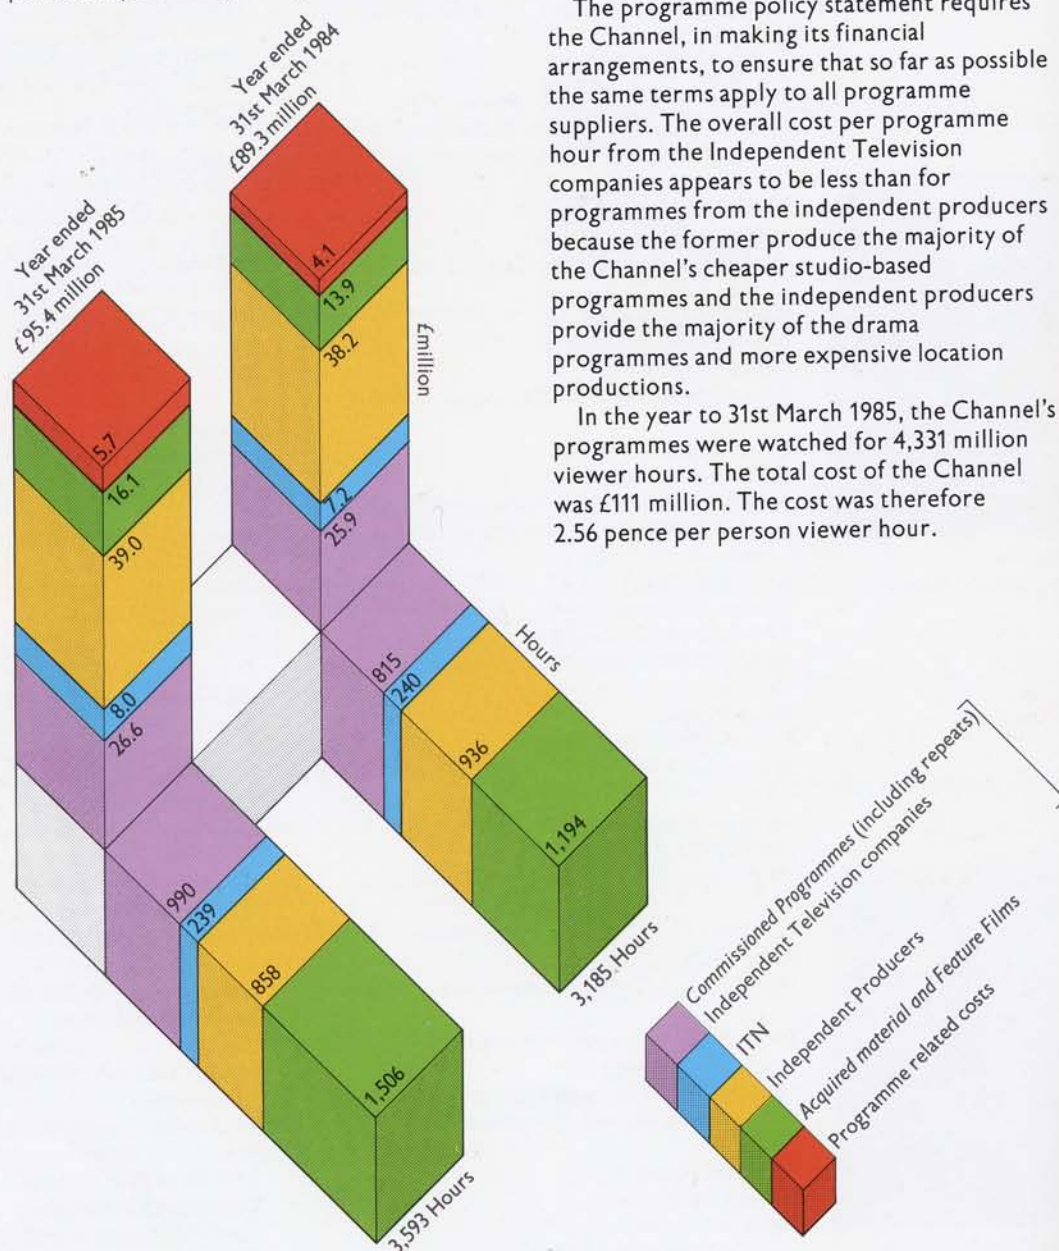 The programme policy statement requires
the Channel, in making its financial
arrangements, to ensure that so far as possible
the same terms apply to all programme
suppliers. The overall cost per programme
hour from the Independent Television
companies appears to be less than for
programmes from the independent producers
because the former produce the majority of
the Channel's cheaper studio-based
programmes and the independent producers
provide the majority of the drama
programmes and more expensive location
productions.
In the year to 31st March 1985, the Channel's
programmes were watched for 4,331 million
viewer hours. The total cost of the Channel
was £111 million. The cost was therefore
2.56 pence per person viewer hour.
Year ended
31st March 1984
£89.3 million
4.1
13.9
38.2
7.2
25.9
£million
815
240
936
1,194
Hours
3,185 Hours
Year ended
31st March 1985
£95.4 million
5.7
16.1
39.0
8.0
26.6
990
239
858
1,506
3,593 Hours
Commissioned Programmes (including repeats)
Independent Television companies
ITN
Independent Producers
Acquired material and Feature Films
Programme related costs